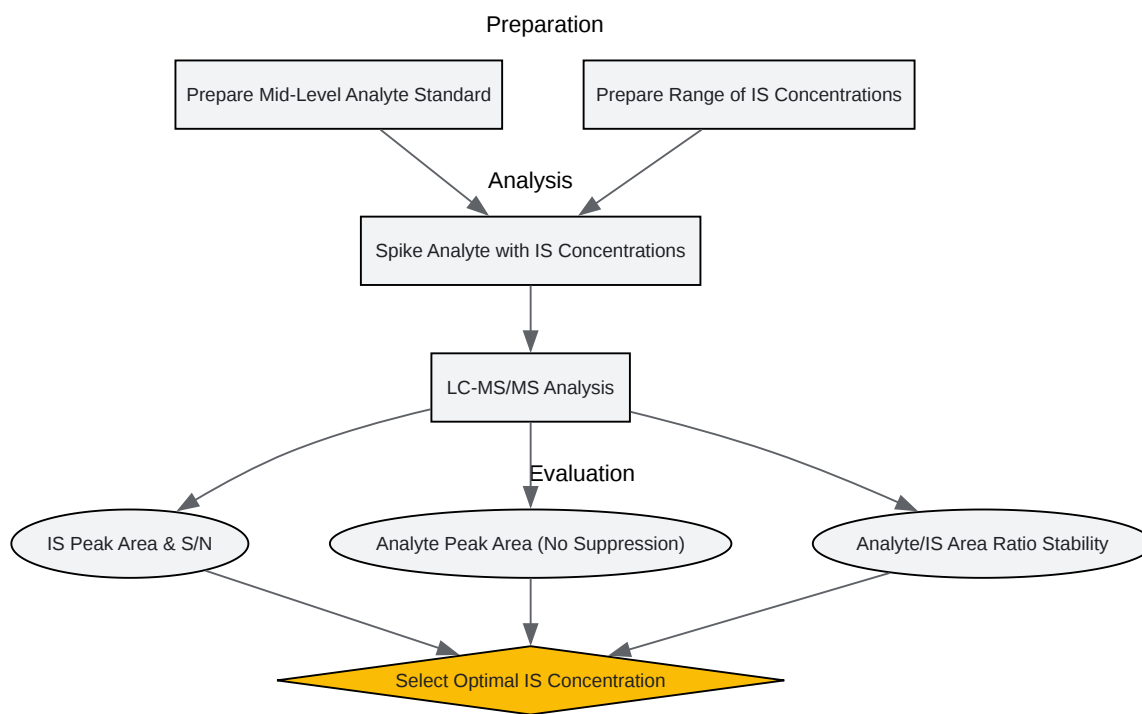 Preparation
Prepare Mid-Level Analyte Standard
Prepare Range of IS Concentrations
Analysis
Spike Analyte with IS Concentrations
LC-MS/MS Analysis
Evaluation
IS Peak Area & S/N
Analyte Peak Area (No Suppression)
Analyte/IS Area Ratio Stability
Select Optimal IS Concentration